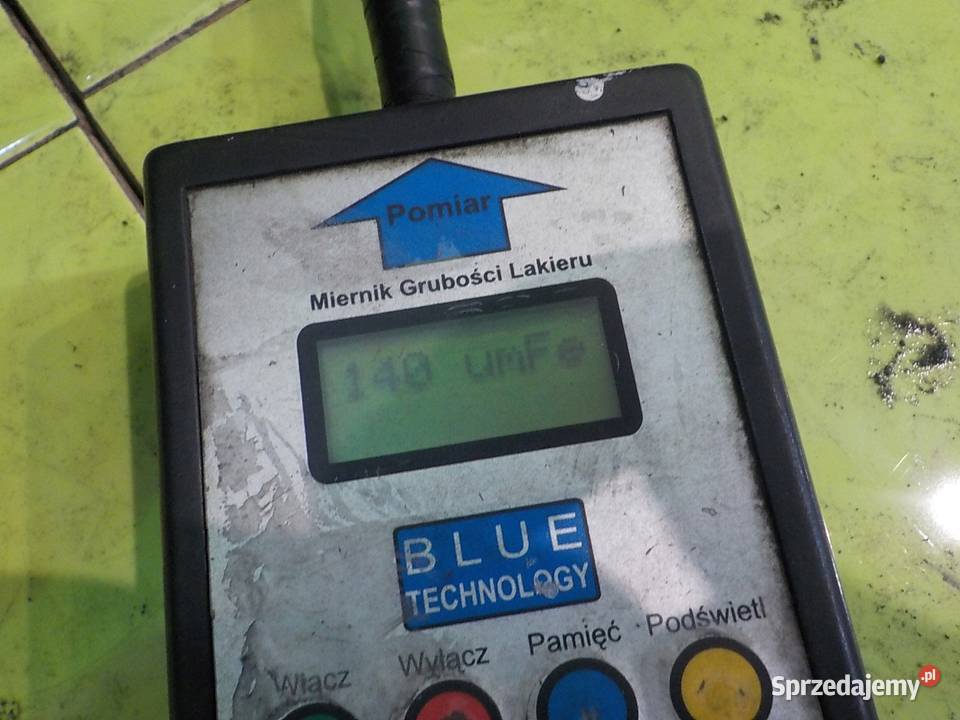 Pomiar
Miernik Grubości Lakieru
140 umFe
BLUE
TECHNOLOGY
Włącz Wyłącz Pamięć Podświetl
Sprzedajemy.pl